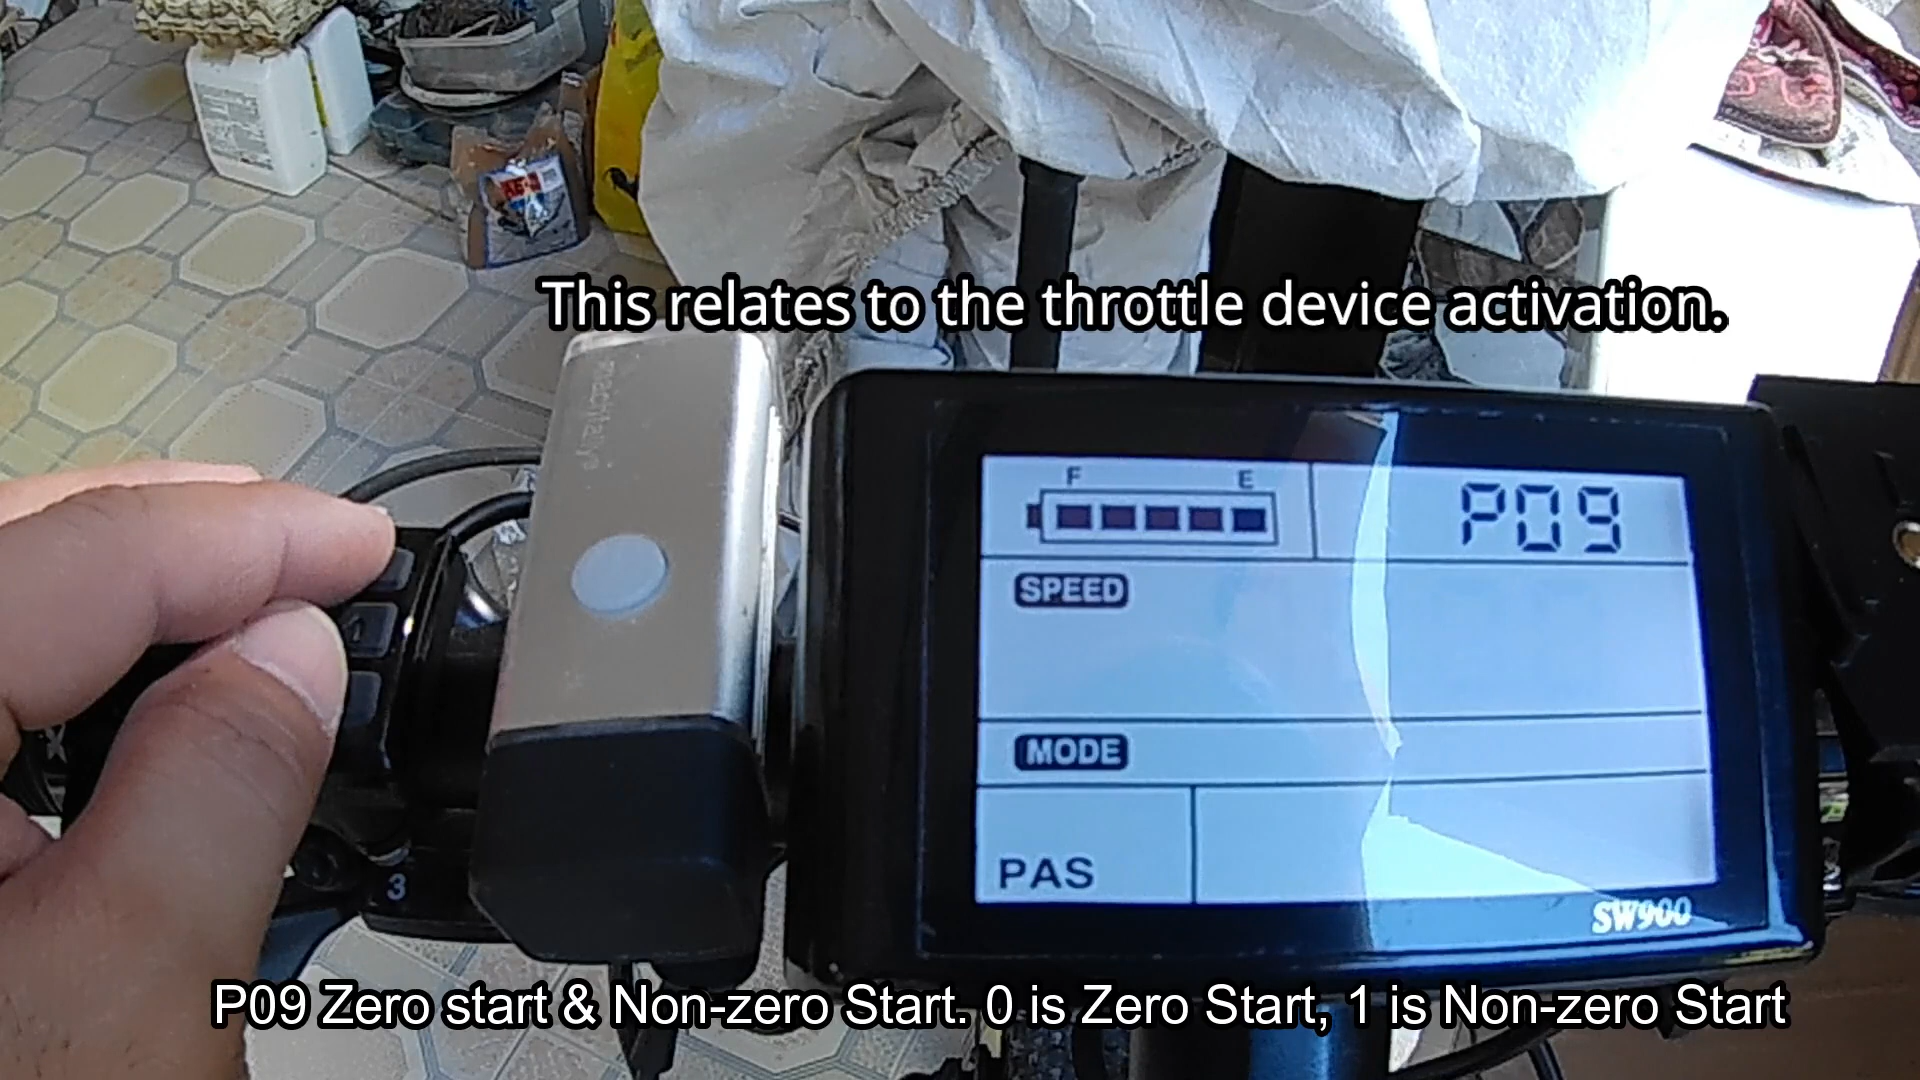 This relates to the throttle device activation.
F E
P09
SPEED
MODE
PAS
SW900
3
P09 Zero start & Non-zero Start. 0 is Zero Start, 1 is Non-zero Start